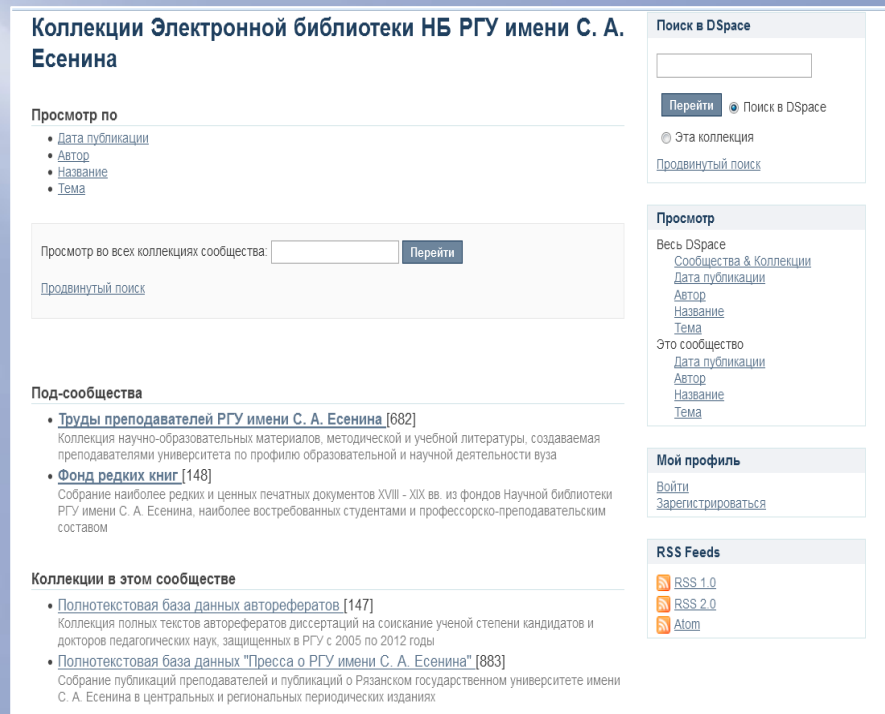 Коллекции Электронной библиотеки НБ РГУ имени С. А.
Есенина
Просмотр по
Дата публикации
Автор
Название
Тема
Просмотр во всех коллекциях сообщества: Перейти
Продвинутый поиск
Под-сообщества
Труды преподавателей РГУ имени С. А. Есенина [682]
Коллекция научно-образовательных материалов, методической и учебной литературы, создаваемая
преподавателями университета по профилю образовательной и научной деятельности вуза
Фонд редких книг [148]
Собрание наиболее редких и ценных печатных документов XVIII - XIX вв. из фондов Научной библиотеки
РГУ имени С. А. Есенина, наиболее востребованных студентами и профессорско-преподавательским
составом
Коллекции в этом сообществе
Полнотекстовая база данных авторефератов [147]
Коллекция полных текстов авторефератов диссертаций на соискание ученой степени кандидатов и
докторов педагогических наук, защищенных в РГУ с 2005 по 2012 годы
Полнотекстовая база данных "Пресса о РГУ имени С. А. Есенина" [883]
Собрание публикаций преподавателей и публикаций о Рязанском государственном университете имени
С. А. Есенина в центральных и региональных периодических изданиях
Поиск в DSpace
Перейти Поиск в DSpace
Эта коллекция
Продвинутый поиск
Просмотр
Весь DSpace
Сообщества & Коллекции
Дата публикации
Автор
Название
Тема
Это сообщество
Дата публикации
Автор
Название
Тема
Мой профиль
Войти
Зарегистрироваться
RSS Feeds
RSS 1.0
RSS 2.0
Atom